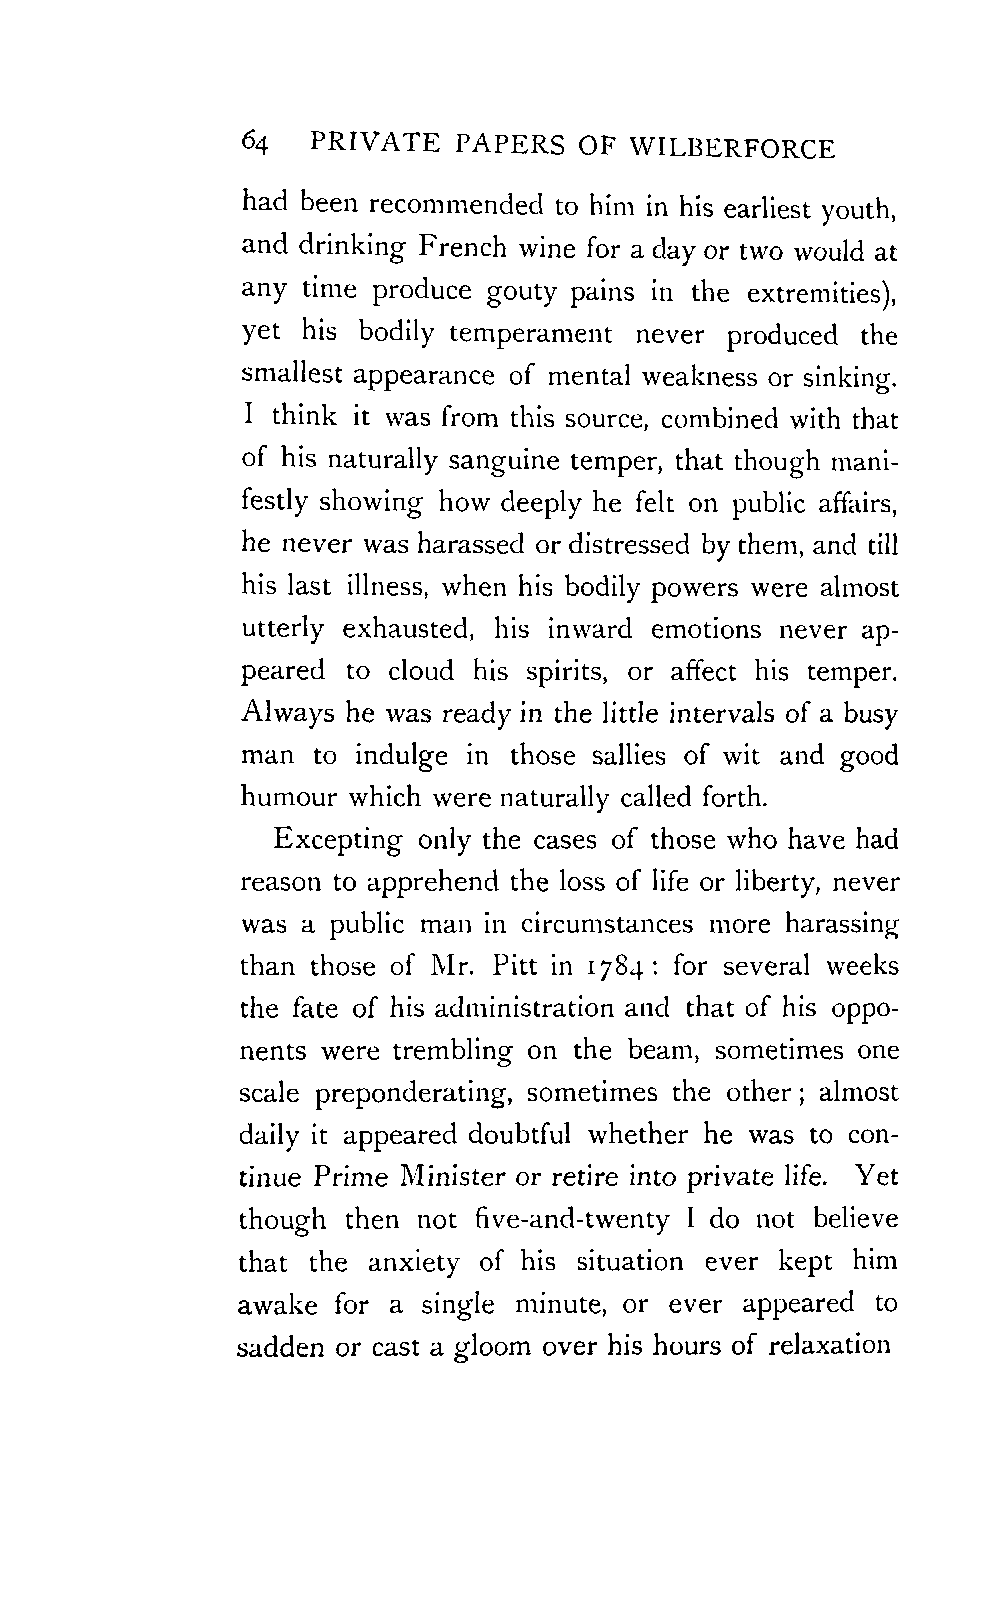 64 PRIVATE PAPERS OF WILBERFORCE
had been recommended to him in his earliest youth,
and drinking French wine for a day or two would at
any time produce gouty pains in the extremities),
yet his bodily temperament never produced the
smallest appearance of mental weakness or sinking.
I think it was from this source, combined with that
of his naturally sanguine temper, that though mani-
festly showing how deeply he felt on public affairs,
he never was harassed or distressed by them, and till
his last illness, when his bodily powers were almost
utterly exhausted, his inward emotions never ap-
peared to cloud his spirits, or affect his temper.
Always he was ready in the little intervals of a busy
man to indulge in those sallies of wit and good
humour which were naturally called forth.
Excepting only the cases of those who have had
reason to apprehend the loss of life or liberty, never
was a public man in circumstances more harassing
than those of Mr. Pitt in 1784: for several weeks
the fate of his administration and that of his oppo-
nents were trembling on the beam, sometimes one
scale preponderating, sometimes the other; almost
daily it appeared doubtful whether he was to con-
tinue Prime Minister or retire into private life. Yet
though then not five-and-twenty I do not believe
that the anxiety of his situation ever kept him
awake for a single minute, or ever appeared to
sadden or cast a gloom over his hours of relaxation